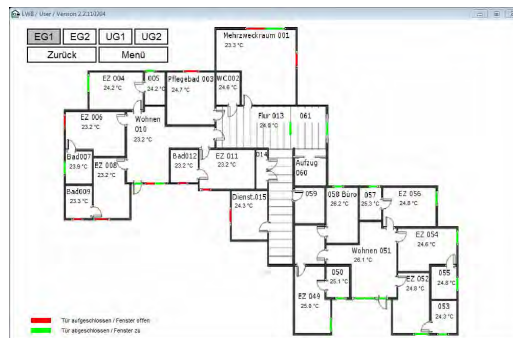 EWB / User / Version 2.2.110204
EG1
EG2
UG1
UG2
Zurück
Menü
Mehrzweckraum 001
23.3 °C
EZ 004
24.2 °C
005
24.2 °C
Pflegebad 003
24.7 °C
WC002
24.6 °C
EZ 006
23.2 °C
Wohnen
010
23.2 °C
Flur 013
24.8 °C
061
Bad007
23.9 °C
EZ 008
23.2 °C
Bad012
23.2 °C
EZ 011
23.2 °C
014
Aufzug
060
Bad009
23.3 °C
Dienst.015
24.3 °C
059
058 Büro
26.2 °C
057
25.3 °C
EZ 056
24.8 °C
Wohnen 051
26.1 °C
EZ 054
24.6 °C
050
25.1 °C
EZ 052
24.8 °C
055
24.8 °C
EZ 049
25.8 °C
053
24.3 °C
Tür aufgeschlossen / Fenster offen
Tür abgeschlossen / Fenster zu